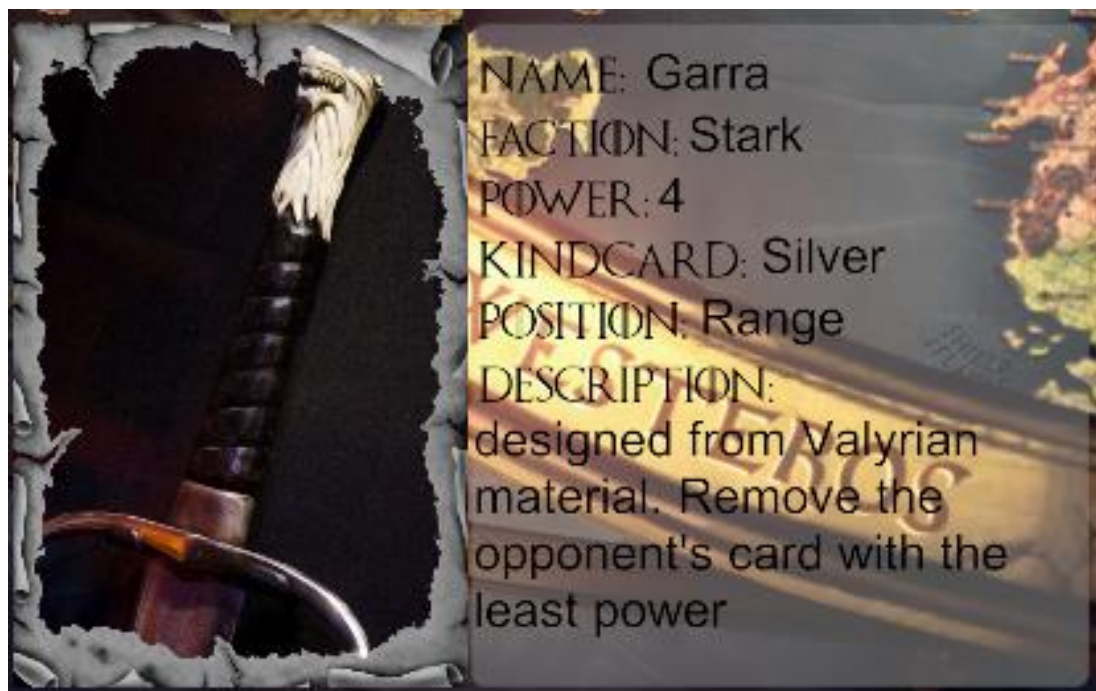 NAME: Garra
FACTION: Stark
POWER: 4
KINDCARD: Silver
POSITION: Range
DESCRIPTION:
designed from Valyrian
material. Remove the
opponent's card with the
least power
WESTEROS